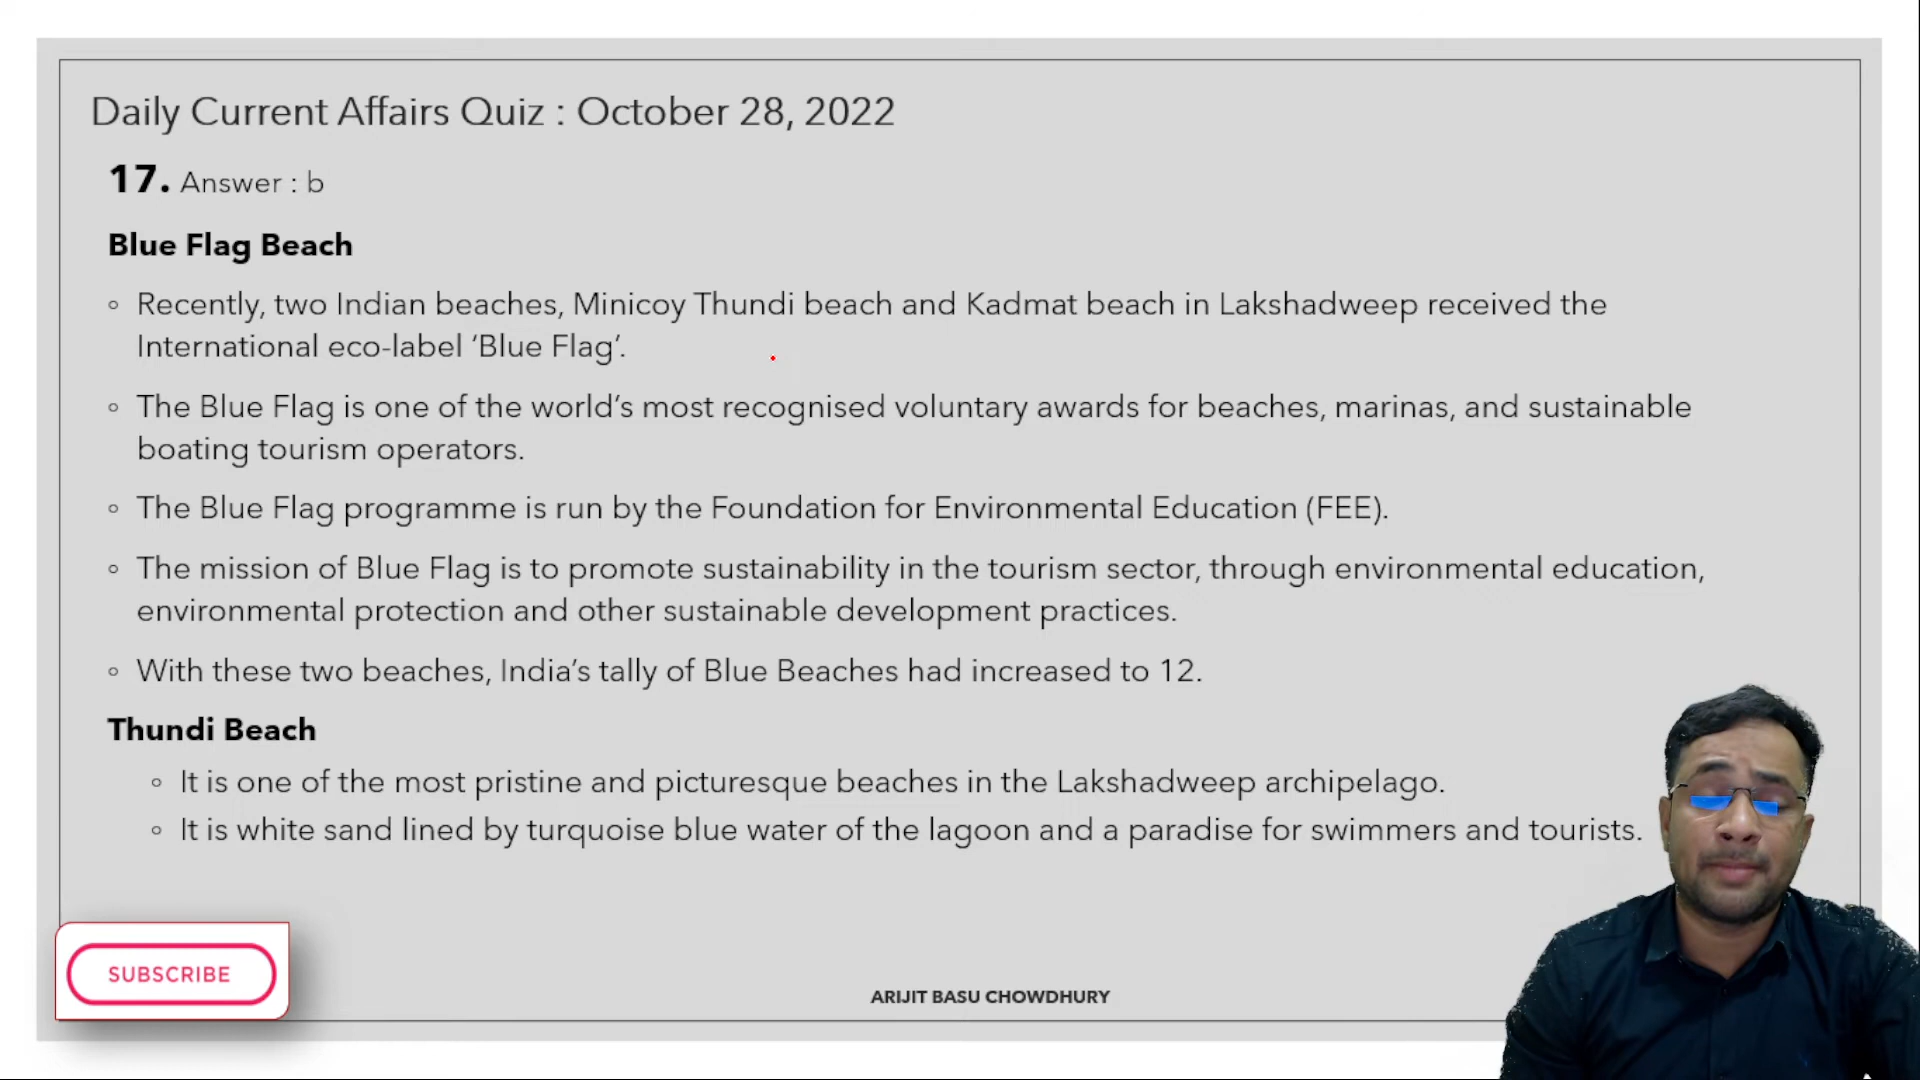 Daily Current Affairs Quiz : October 28, 2022
17. Answer : b
Blue Flag Beach
◦ Recently, two Indian beaches, Minicoy Thundi beach and Kadmat beach in Lakshadweep received the
International eco-label ‘Blue Flag’.
◦ The Blue Flag is one of the world’s most recognised voluntary awards for beaches, marinas, and sustainable
boating tourism operators.
◦ The Blue Flag programme is run by the Foundation for Environmental Education (FEE).
◦ The mission of Blue Flag is to promote sustainability in the tourism sector, through environmental education,
environmental protection and other sustainable development practices.
◦ With these two beaches, India’s tally of Blue Beaches had increased to 12.
Thundi Beach
◦ It is one of the most pristine and picturesque beaches in the Lakshadweep archipelago.
◦ It is white sand lined by turquoise blue water of the lagoon and a paradise for swimmers and tourists.
SUBSCRIBE
ARIJIT BASU CHOWDHURY